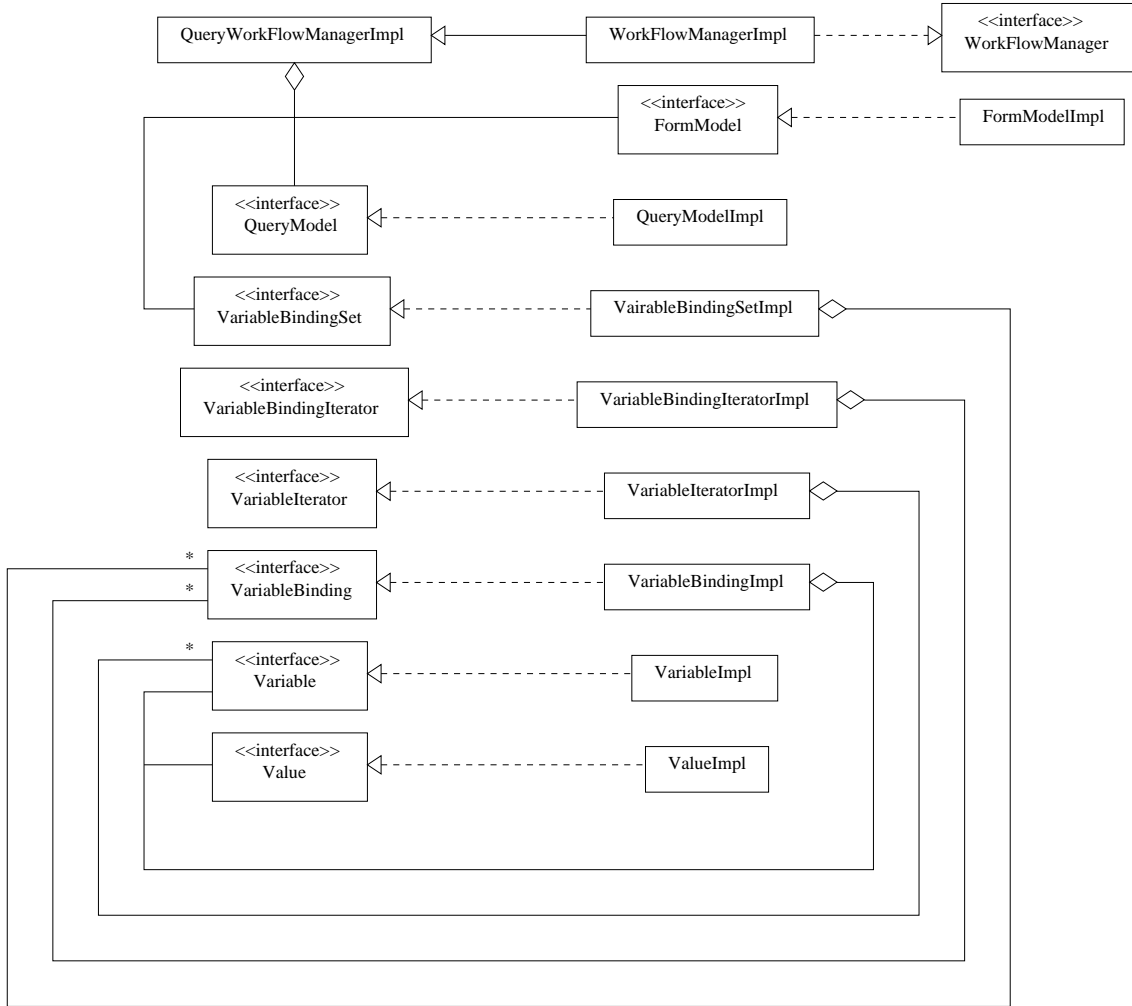 QueryWorkFlowManagerImpl
WorkFlowManagerImpl
<<interface>>
WorkFlowManager
<<interface>>
FormModel
FormModelImpl
<<interface>>
QueryModel
QueryModelImpl
<<interface>>
VariableBindingSet
VairableBindingSetImpl
<<interface>>
VariableBindingIterator
VariableBindingIteratorImpl
<<interface>>
VariableIterator
VariableIteratorImpl
*
*
<<interface>>
VariableBinding
VariableBindingImpl
*
<<interface>>
Variable
VariableImpl
<<interface>>
Value
ValueImpl